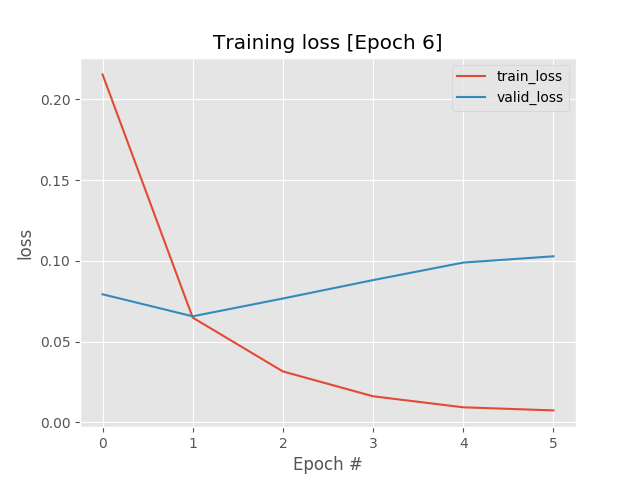 Training loss [Epoch 6]
train_loss
valid_loss
0.20
0.15
0.10
0.05
0.00
loss
0 1 2 3 4 5
Epoch #